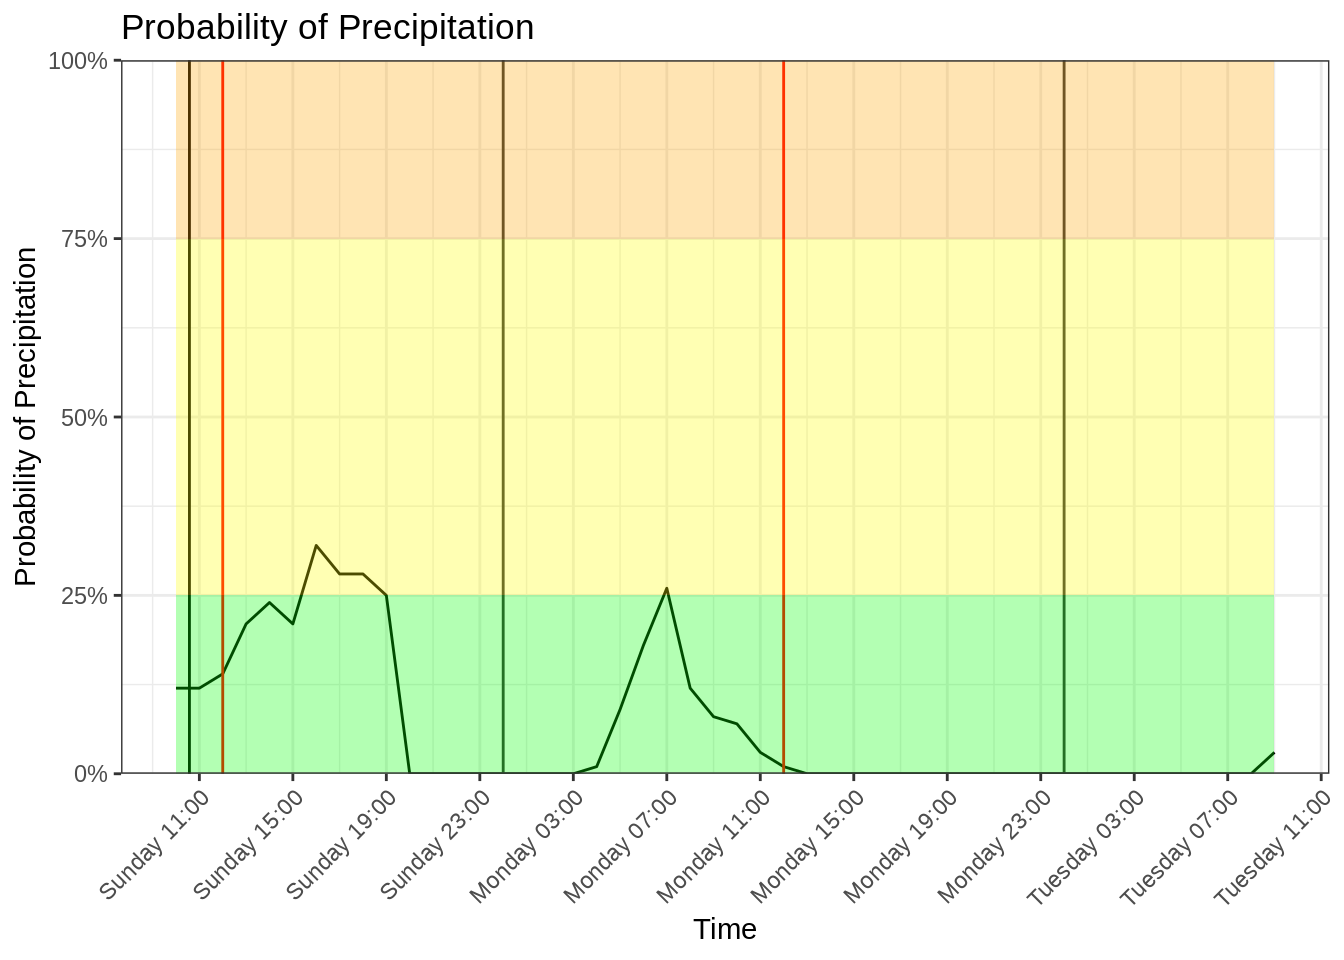 Probability of Precipitation
Probability of Precipitation
100%
75%
50%
25%
0%
Sunday 11:00
Sunday 15:00
Sunday 19:00
Sunday 23:00
Monday 03:00
Monday 07:00
Monday 11:00
Monday 15:00
Monday 19:00
Monday 23:00
Tuesday 03:00
Tuesday 07:00
Tuesday 11:00
Time